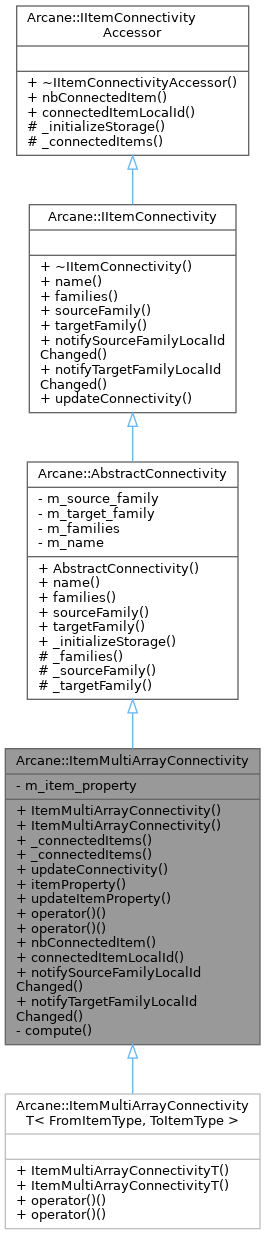 Arcane::IItemConnectivity
Accessor
+ ~IItemConnectivityAccessor()
+ nbConnectedItem()
+ connectedItemLocalId()
# _initializeStorage()
# _connectedItems()
Arcane::IItemConnectivity
+ ~IItemConnectivity()
+ name()
+ families()
+ sourceFamily()
+ targetFamily()
+ notifySourceFamilyLocalId
Changed()
+ notifyTargetFamilyLocalId
Changed()
+ updateConnectivity()
Arcane::AbstractConnectivity
- m_source_family
- m_target_family
- m_families
- m_name
+ AbstractConnectivity()
+ name()
+ families()
+ sourceFamily()
+ targetFamily()
+ _initializeStorage()
# _families()
# _sourceFamily()
# _targetFamily()
Arcane::ItemMultiArrayConnectivity
- m_item_property
+ ItemMultiArrayConnectivity()
+ ItemMultiArrayConnectivity()
+ _connectedItems()
+ _connectedItems()
+ updateConnectivity()
+ itemProperty()
+ updateItemProperty()
+ operator()()
+ operator()()
+ nbConnectedItem()
+ connectedItemLocalId()
+ notifySourceFamilyLocalId
Changed()
+ notifyTargetFamilyLocalId
Changed()
- compute()
Arcane::ItemMultiArrayConnectivity
T< FromItemType, ToItemType >
+ ItemMultiArrayConnectivityT()
+ ItemMultiArrayConnectivityT()
+ operator()()
+ operator()()